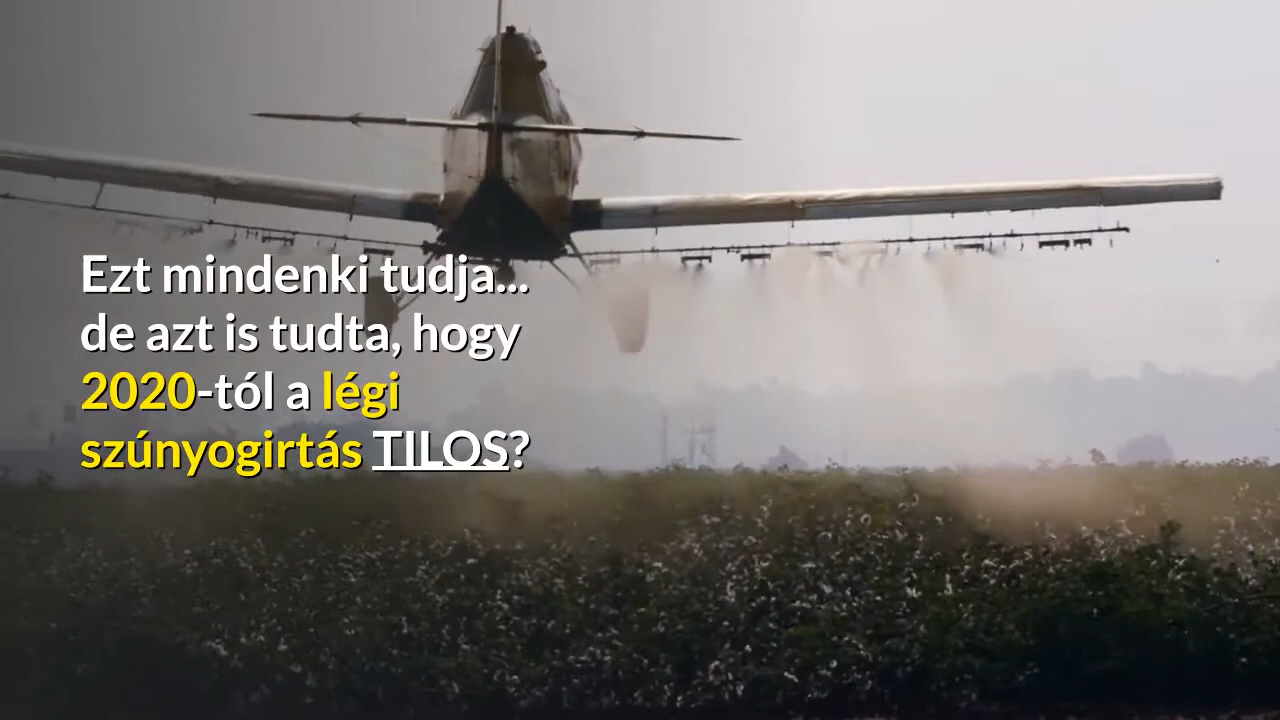 Ezt mindenki tudja...
de azt is tudta, hogy
2020-tól a légi
szúnyogirtás TILOS?